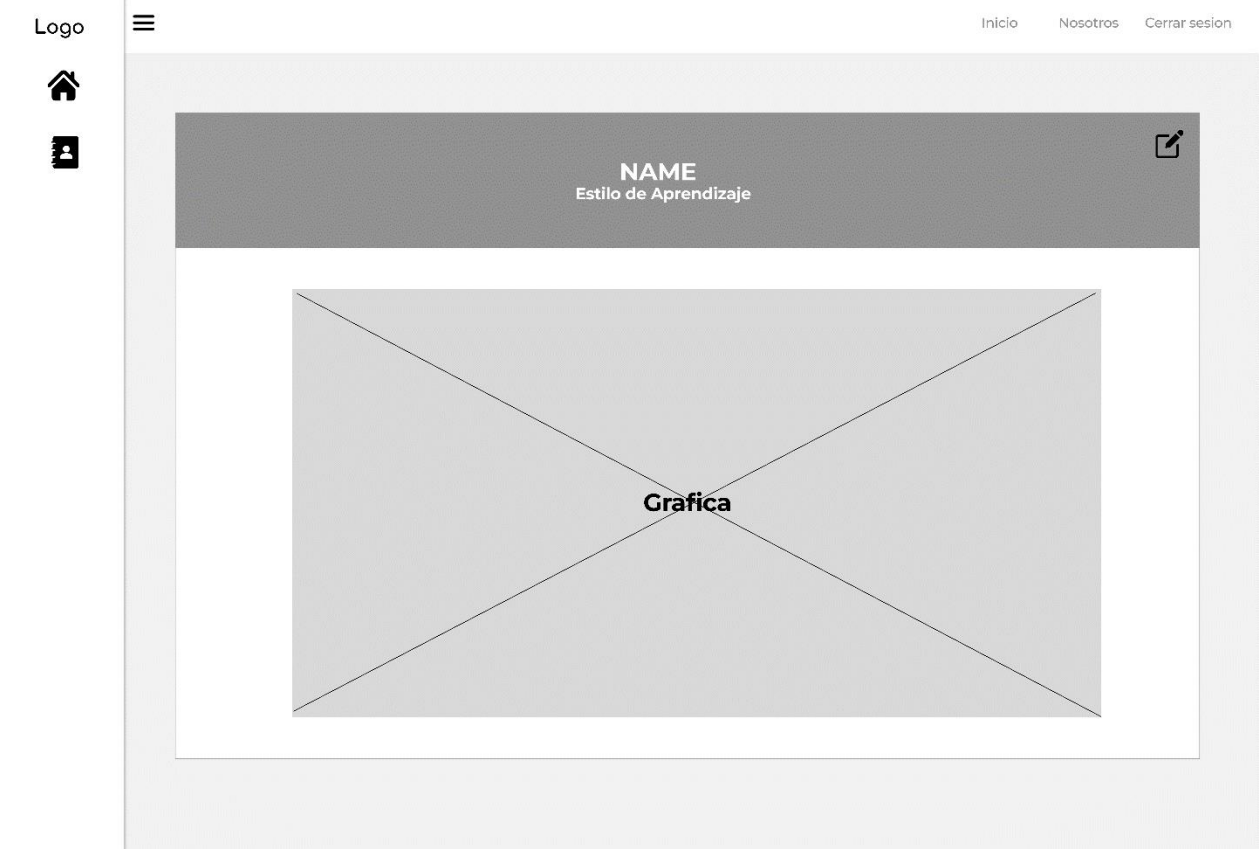 Logo
Inicio Nosotros Cerrar sesion
NAME
Estilo de Aprendizaje
Grafica